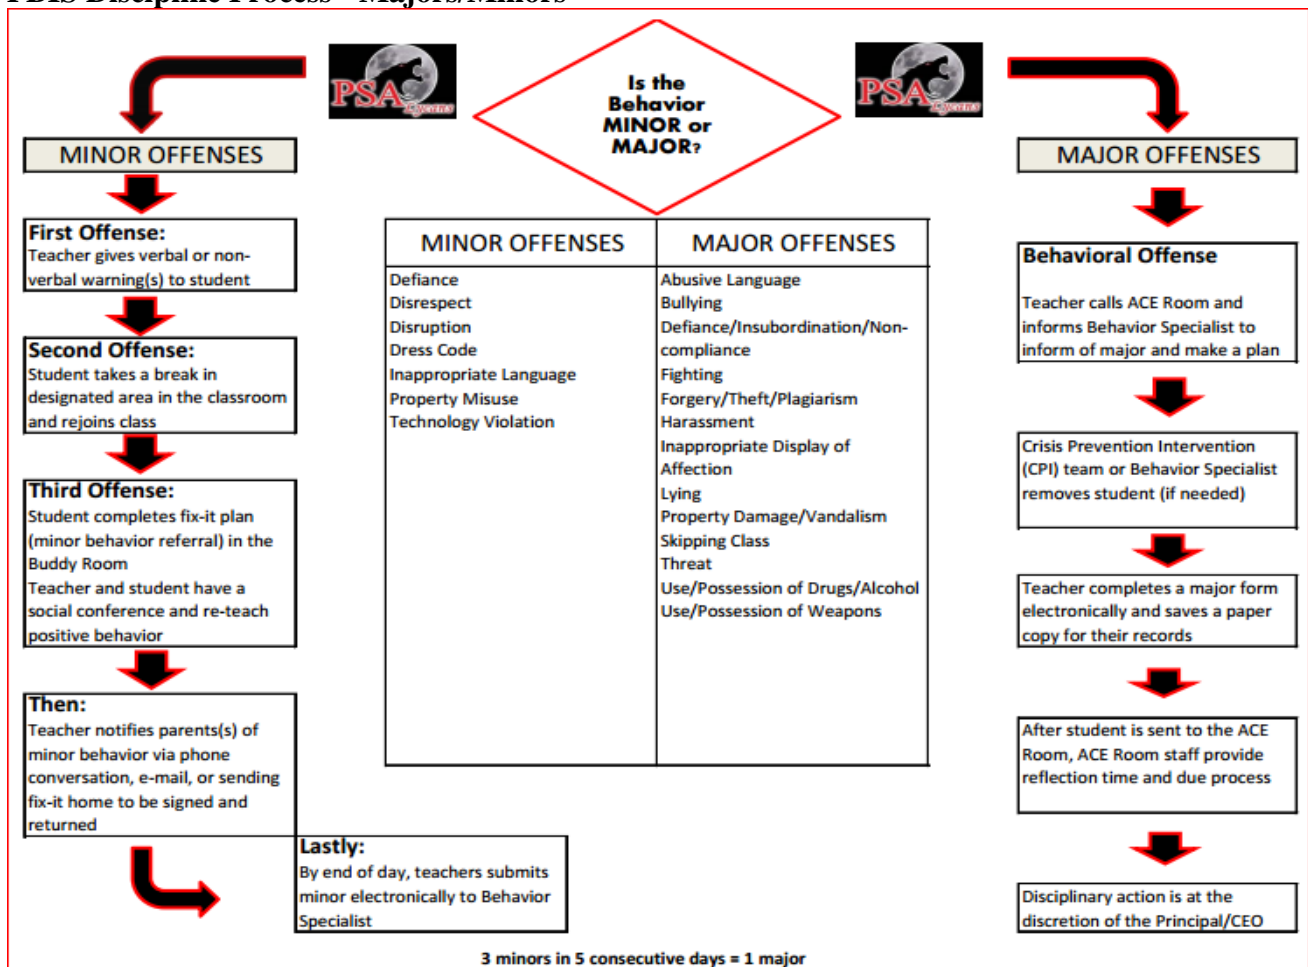 PBIS Discipline Process - Majors/Minors
PSA
Lycans
Is the
Behavior
MINOR or
MAJOR?
PSA
Lycans
MINOR OFFENSES
First Offense:
Teacher gives verbal or non-
verbal warning(s) to student
Second Offense:
Student takes a break in
designated area in the classroom
and rejoins class
Third Offense:
Student completes fix-it plan
(minor behavior referral) in the
Buddy Room
Teacher and student have a
social conference and re-teach
positive behavior
Then:
Teacher notifies parents(s) of
minor behavior via phone
conversation, e-mail, or sending
fix-it home to be signed and
returned
Lastly:
By end of day, teachers submits
minor electronically to Behavior
Specialist
MINOR OFFENSES
Defiance
Disrespect
Disruption
Dress Code
Inappropriate Language
Property Misuse
Technology Violation
MAJOR OFFENSES
Abusive Language
Bullying
Defiance/Insubordination/Non-
compliance
Fighting
Forgery/Theft/Plagiarism
Harassment
Inappropriate Display of
Affection
Lying
Property Damage/Vandalism
Skipping Class
Threat
Use/Possession of Drugs/Alcohol
Use/Possession of Weapons
MAJOR OFFENSES
Behavioral Offense
Teacher calls ACE Room and
informs Behavior Specialist to
inform of major and make a plan
Crisis Prevention Intervention
(CPI) team or Behavior Specialist
removes student (if needed)
Teacher completes a major form
electronically and saves a paper
copy for their records
After student is sent to the ACE
Room, ACE Room staff provide
reflection time and due process
Disciplinary action is at the
discretion of the Principal/CEO
3 minors in 5 consecutive days = 1 major